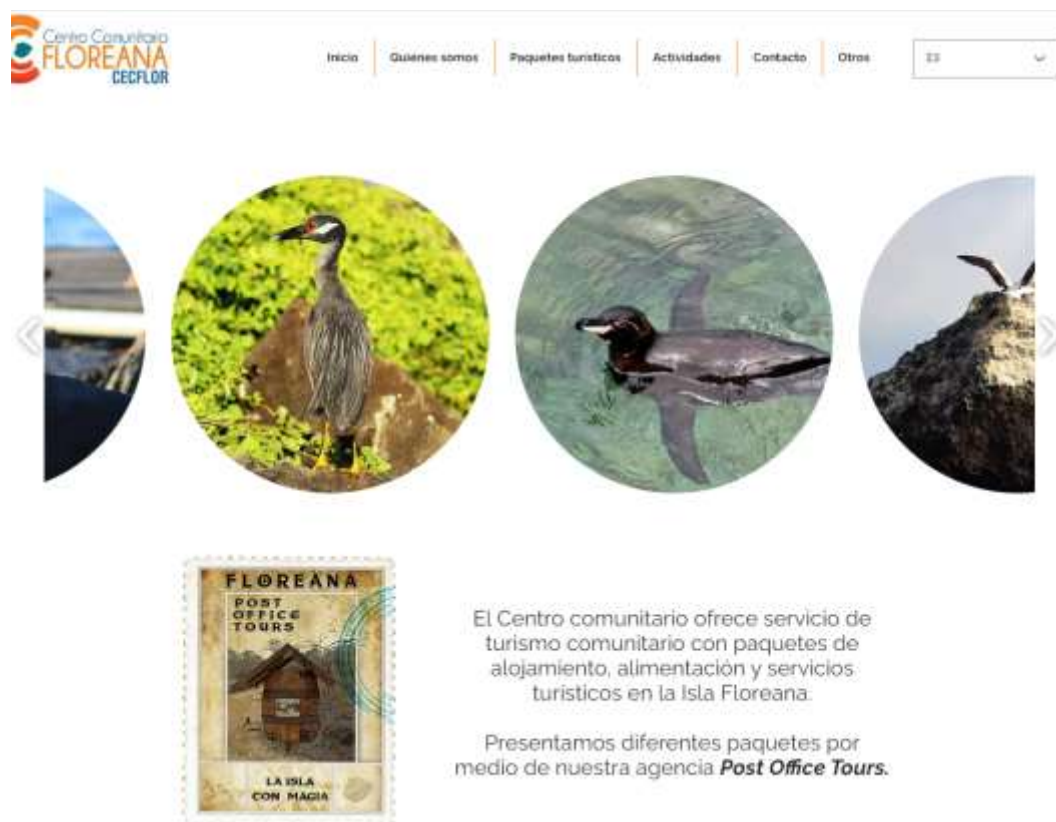 Centro Comunitario
FLOREANA
CECFLOR
Inicio
Quiénes somos
Paquetes turísticos
Actividades
Contacto
Otros
ES
FLOREANA
POST
OFFICE
TOURS
LA ISLA
CON MAGIA
El Centro comunitario ofrece servicio de
turismo comunitario con paquetes de
alojamiento, alimentación y servicios
turísticos en la Isla Floreana.
Presentamos diferentes paquetes por
medio de nuestra agencia Post Office Tours.